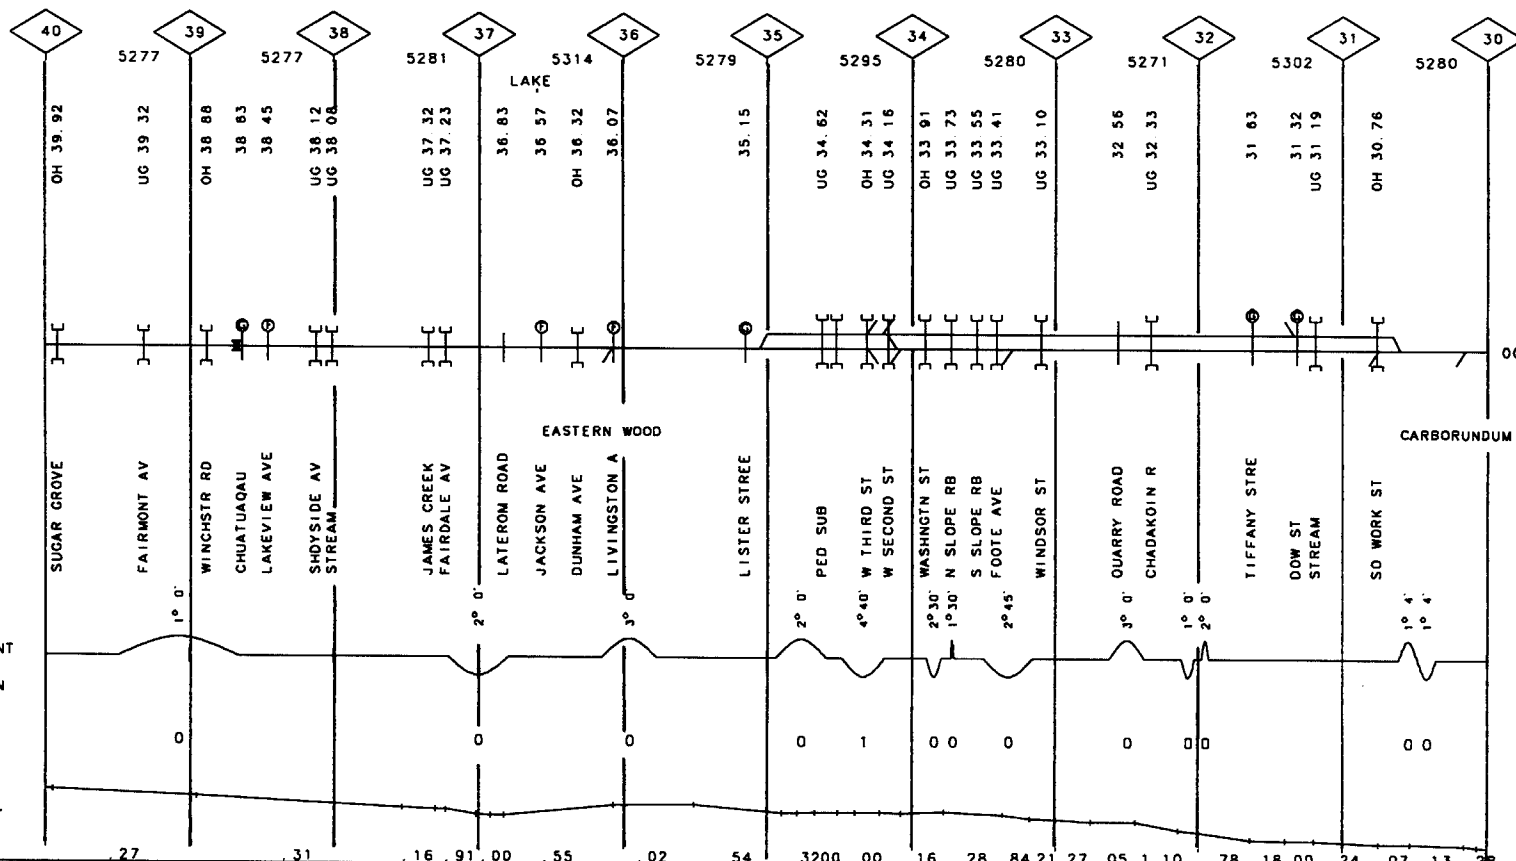 40 39 38 37 36 35 34 33 32 31 30
5277 5277 5281 5314 5279 5295 5280 5271 5302 5280
LAKE
OH 39.92
UG 39 32
OH 38 88
38 63
38 45
UG 38 12
UG 38 08
UG 37 32
UG 37.23
36.83
36 57
OH 36.32
36.07
35.15
UG 34.62
OH 34.31
UG 34 16
OH 33 91
UG 33.73
UG 33.55
UG 33.41
UG 33.10
32 56
UG 32.33
31 63
31 32
UG 31 19
OH 30.76
EASTERN WOOD
CARBORUNDUM
SUGAR GROVE
FAIRMONT AV
WINCHSTR RD
CHUATUAQAU
LAKEVIEW AVE
SHDYSIDE AV
STREAM
JAMES CREEK
FAIRDALE AV
LATEROM ROAD
JACKSON AVE
DUNHAM AVE
LIVINGSTON A
LISTER STREE
PED SUB
W THIRD ST
W SECOND ST
WASHNGTN ST
N SLOPE RB
S SLOPE RB
FOOTE AVE
WINDSOR ST
QUARRY ROAD
CHADAKOIN R
TIFFANY STRE
DOW ST
STREAM
SO WORK ST
1° 0' 2° 0' 3° 0' 2° 0' 4°40' 2°30' 1°30' 2°45' 3° 0' 1° 0' 2° 0' 1° 4' 1° 4'
NT
0 0 0 0 1 0 0 0 0 0 0 0 0
.27 .31 .16 .91.00 .55 .02 .54 .3200 .00 .16 .28 .84.21.27 .05 1.10 .78 .18.00 .24 .07 .13